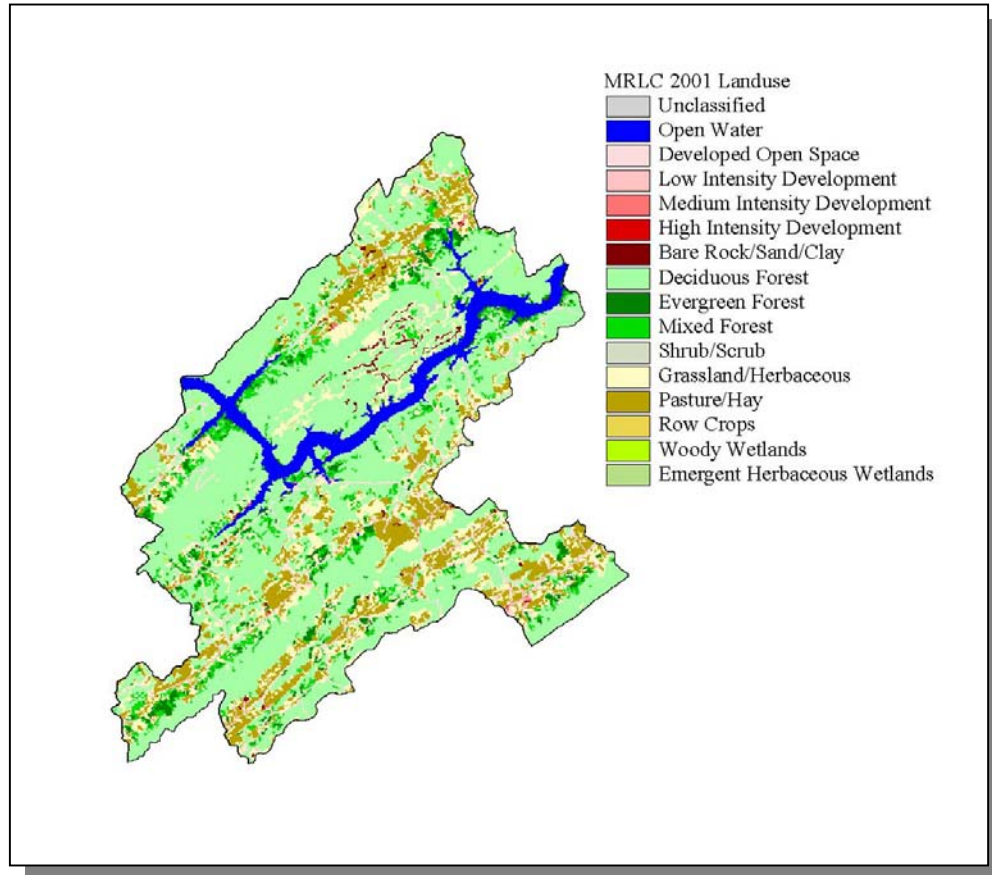 MRLC 2001 Landuse
Unclassified
Open Water
Developed Open Space
Low Intensity Development
Medium Intensity Development
High Intensity Development
Bare Rock/Sand/Clay
Deciduous Forest
Evergreen Forest
Mixed Forest
Shrub/Scrub
Grassland/Herbaceous
Pasture/Hay
Row Crops
Woody Wetlands
Emergent Herbaceous Wetlands